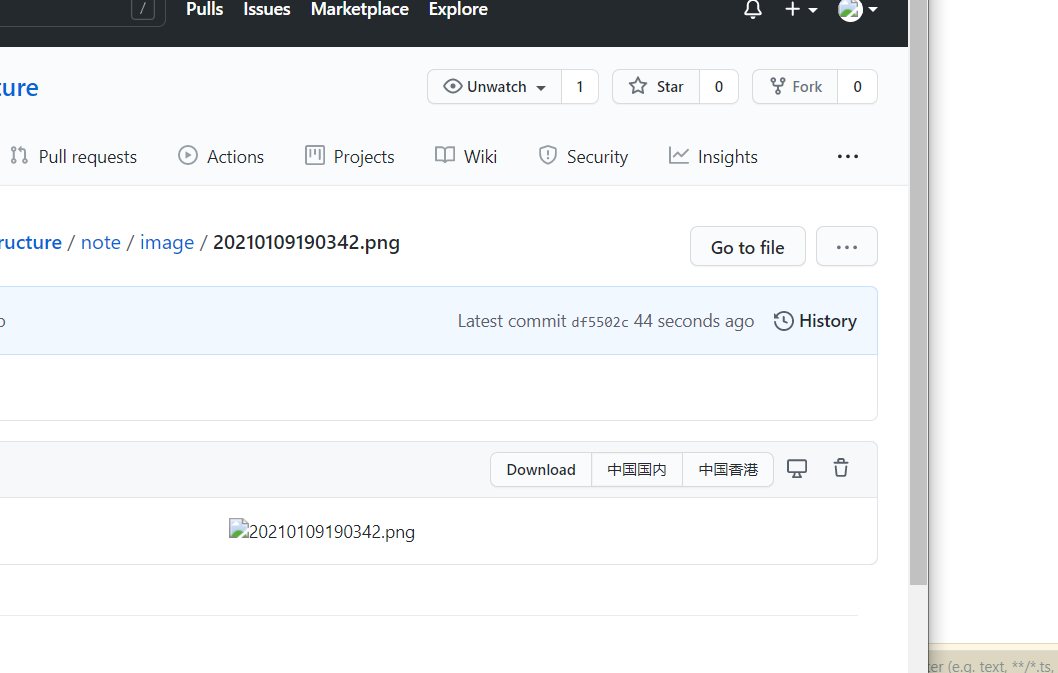 / Pulls Issues Marketplace Explore
ture Unwatch 1 Star 0 Fork 0
Pull requests Actions Projects Wiki Security Insights ...
ructure / note / image / 20210109190342.png Go to file ...
Latest commit df5502c 44 seconds ago History
Download 中国国内 中国香港
20210109190342.png
ter (e.g. text, **/*.ts,